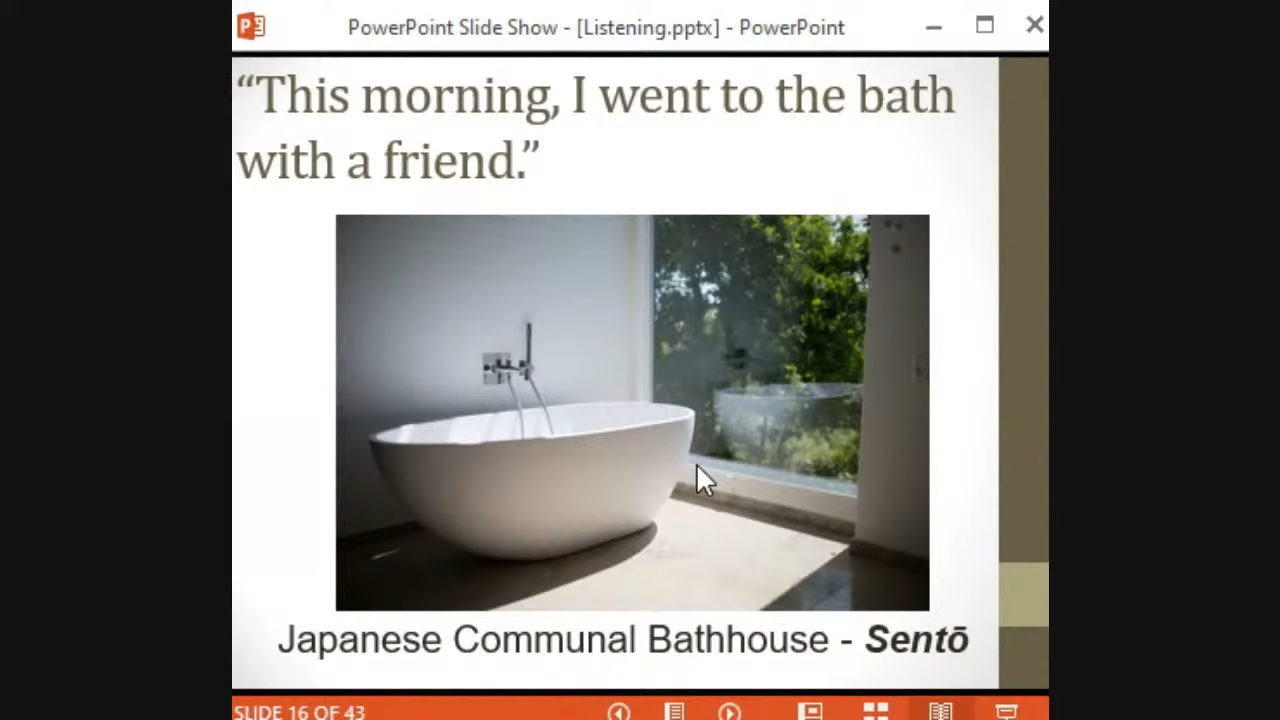 PowerPoint Slide Show - [Listening.pptx] - PowerPoint
“This morning, I went to the bath
with a friend.”
Japanese Communal Bathhouse - Sentō
SLIDE 16 OF 43